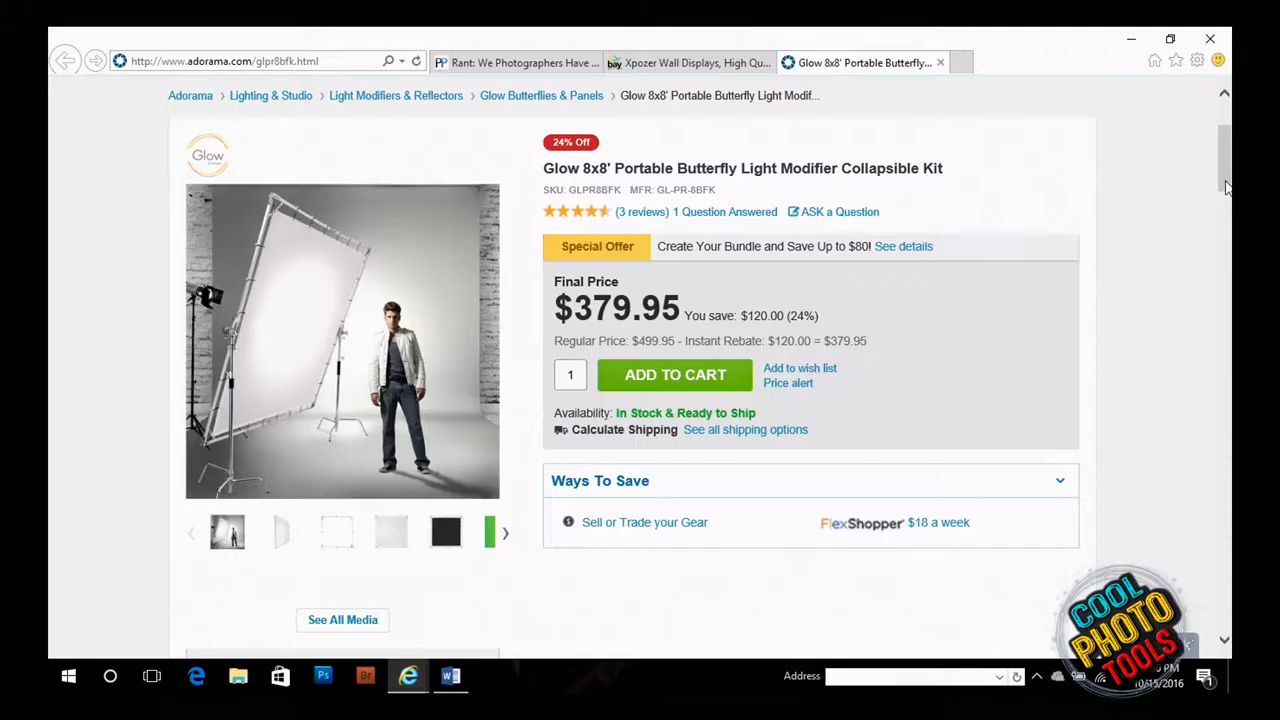 http://www.adorama.com/glpr8bfk.html
Rant: We Photographers Have ...
Xpozer Wall Displays, High Qu...
Glow 8x8' Portable Butterfly...
Adorama > Lighting & Studio > Light Modifiers & Reflectors > Glow Butterflies & Panels > Glow 8x8' Portable Butterfly Light Modif...
Glow
24% Off
Glow 8x8' Portable Butterfly Light Modifier Collapsible Kit
SKU: GLPR8BFK MFR: GL-PR-8BFK
(3 reviews) 1 Question Answered ASK a Question
Special Offer Create Your Bundle and Save Up to $80! See details
Final Price
$379.95 You save: $120.00 (24%)
Regular Price: $499.95 - Instant Rebate: $120.00 = $379.95
1 ADD TO CART
Add to wish list
Price alert
Availability: In Stock & Ready to Ship
Calculate Shipping See all shipping options
Ways To Save
Sell or Trade your Gear FlexShopper $18 a week
See All Media
COOL
PHOTO
TOOLS
Ps
Br
Address
PM
10/15/2016